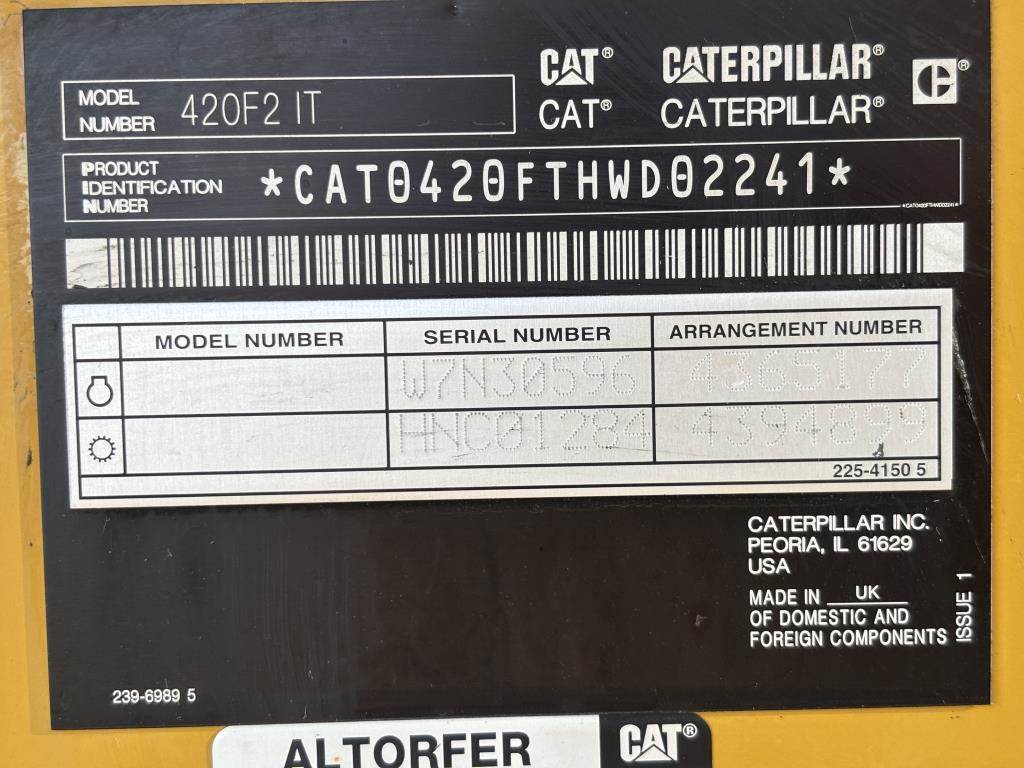 CAT® CATERPILLAR®
CAT® CATERPILLAR®
MODEL NUMBER 420F2 IT
PRODUCT IDENTIFICATION NUMBER *CAT0420FTHWD02241*
*CAT0420FTHWD02241*
MODEL NUMBER SERIAL NUMBER ARRANGEMENT NUMBER
W7N30596 4365177
HNC01284 4394899
225-4150 5
CATERPILLAR INC.
PEORIA, IL 61629
USA
MADE IN UK
OF DOMESTIC AND
FOREIGN COMPONENTS
ISSUE 1
239-6989 5
ALTORFER CAT®